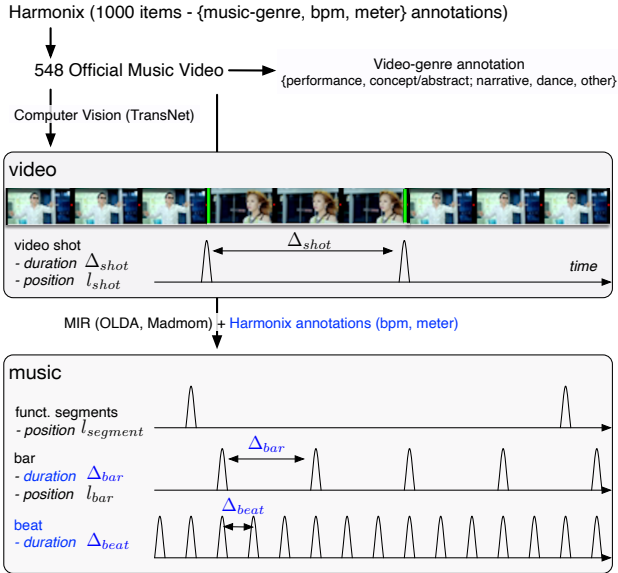 Harmonix (1000 items - {music-genre, bpm, meter} annotations)
548 Official Music Video
Video-genre annotation
{performance, concept/abstract; narrative, dance, other}
Computer Vision (TransNet)
video
video shot
- duration Δshot
- position lshot
Δshot
time
MIR (OLDA, Madmom) + Harmonix annotations (bpm, meter)
music
funct. segments
- position lsegment
bar
- duration Δbar
- position lbar
Δbar
beat
- duration Δbeat
Δbeat